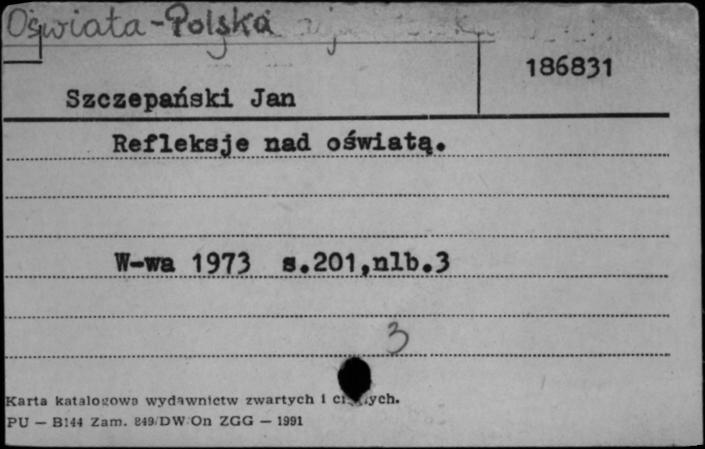 Oświata - Polska
186831
Szczepański Jan
Refleksje nad oświatą.
W-wa 1973 s.201,nlb.3
3
Karta katalogowa wydawnictw zwartych i
PU — B144 Zam. 849/DW/On ZGG — 1991